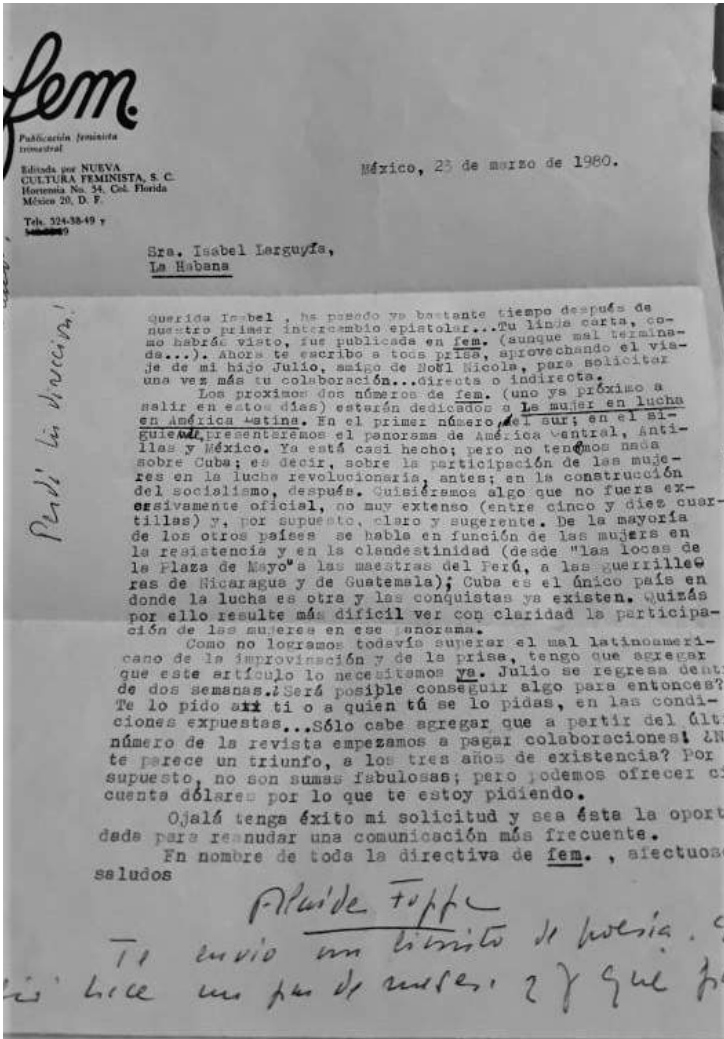 fem.
Publicación feminista
trimestral
Editada por NUEVA
CULTURA FEMINISTA, S. C.
Hortensia No. 54, Col. Florida
México 20, D. F.
Tels. 524-38-49 y
México, 23 de marzo de 1980.
Sra. Isabel Larguyía,
La Habana
Perdí tu dirección!
Querida Isabel , ha pasado ya bastante tiempo después de
nuestro primer intercambio epistolar...Tu linda carta, co-
mo habrás visto, fue publicada en fem. (aunque mal termina-
da...). Ahora te escribo a toda prisa, aprovechando el via-
je de mi hijo Julio, amigo de Noël Nicola, para solicitar
una vez más tu colaboración...directa o indirecta.
Los proximos dos números de fem. (uno ya próximo a
salir en estos días) estarán dedicados a La mujer en lucha
en América Latina. En el primer número, el sur; en el si-
guiente, presentaremos el panorama de América Central, Anti-
llas y México. Ya está casi hecho; pero no tenemos nada
sobre Cuba; es decir, sobre la participación de las muje-
res en la lucha revolucionaria, antes; en la construcción
del socialismo, después. Quisiéramos algo que no fuera ex-
cesivamente oficial, no muy extenso (entre cinco y diez cuar-
tillas) y, por supuesto, claro y sugerente. De la mayoría
de los otros países se habla en función de las mujers en
la resistencia y en la clandestinidad (desde "las locas de
la Plaza de Mayo" a las maestras del Perú, a las guerrille
ras de Nicaragua y de Guatemala); Cuba es el único país en
donde la lucha es otra y las conquistas ya existen. Quizás
por ello resulte más difícil ver con claridad la participa-
ción de las mujeres en ese panorama.
Como no logramos todavía superar el mal latinoameri-
cano de la improvisación y de la prisa, tengo que agregar
que este artículo lo necesitamos ya. Julio se regresa dent
de dos semanas.¿Será posible conseguir algo para entonces?
Te lo pido a ti o a quien tú se lo pidas, en las condi-
ciones expuestas...Sólo cabe agregar que a partir del últi
número de la revista empezamos a pagar colaboraciones! ¿N
te parece un triunfo, a los tres años de existencia? Por
supuesto, no son sumas fabulosas; pero podemos ofrecer ci
cuenta dólares por lo que te estoy pidiendo.
Ojalá tenga éxito mi solicitud y sea ésta la oport
dada para reanudar una comunicación más frecuente.
En nombre de toda la directiva de fem. , afectuoso
saludos
Alaíde Foppa
Te envío un librito de poesía.
hace un par de meses. ¿Y qué